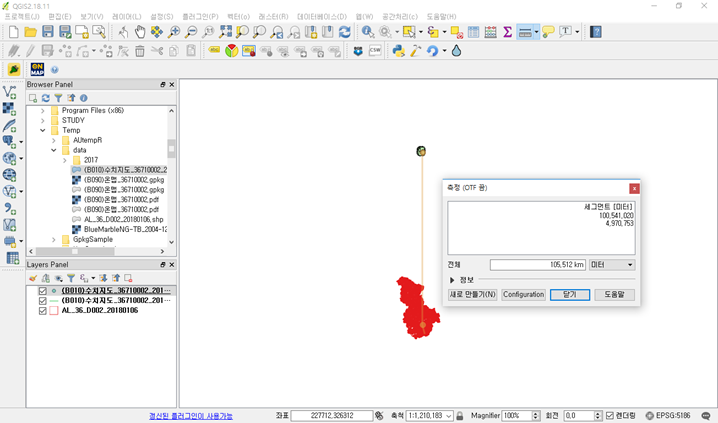 QGIS2.18.11
프로젝트(J) 편집(E) 보기(V) 레이어(L) 설정(S) 플러그인(P) 벡터(o) 래스터(R) 데이터베이스(D) 웹(W) 공간처리(c) 도움말(H)
abc abc abc abc abc abc CSW
ON MAP
Browser Panel
Program Files (x86)
STUDY
Temp
AUtempR
data
2017
(B010)수치지도_36710002_2
(B090)온맵_36710002.gpkg
(B090)온맵_36710002.gpkg
(B090)온맵_36710002.pdf
(B090)온맵_36710002.pdf
AL_36_D002_20180106.shp
BlueMarbleNG-TB_2004-12
GpkgSample
Layers Panel
(B010)수치지도_36710002_201...
(B010)수치지도_36710002_201...
AL_36_D002_20180106
측정 (OTF 끔)
세그먼트 [미터]
100,541,020
4,970,753
전체 105,512 km 미터
정보
새로 만들기(N) Configuration 닫기 도움말
갱신된 플러그인이 사용가능 좌표 227712,326312 축척 1:1,210,183 Magnifier 100% 회전 0,0 렌더링 EPSG:5186